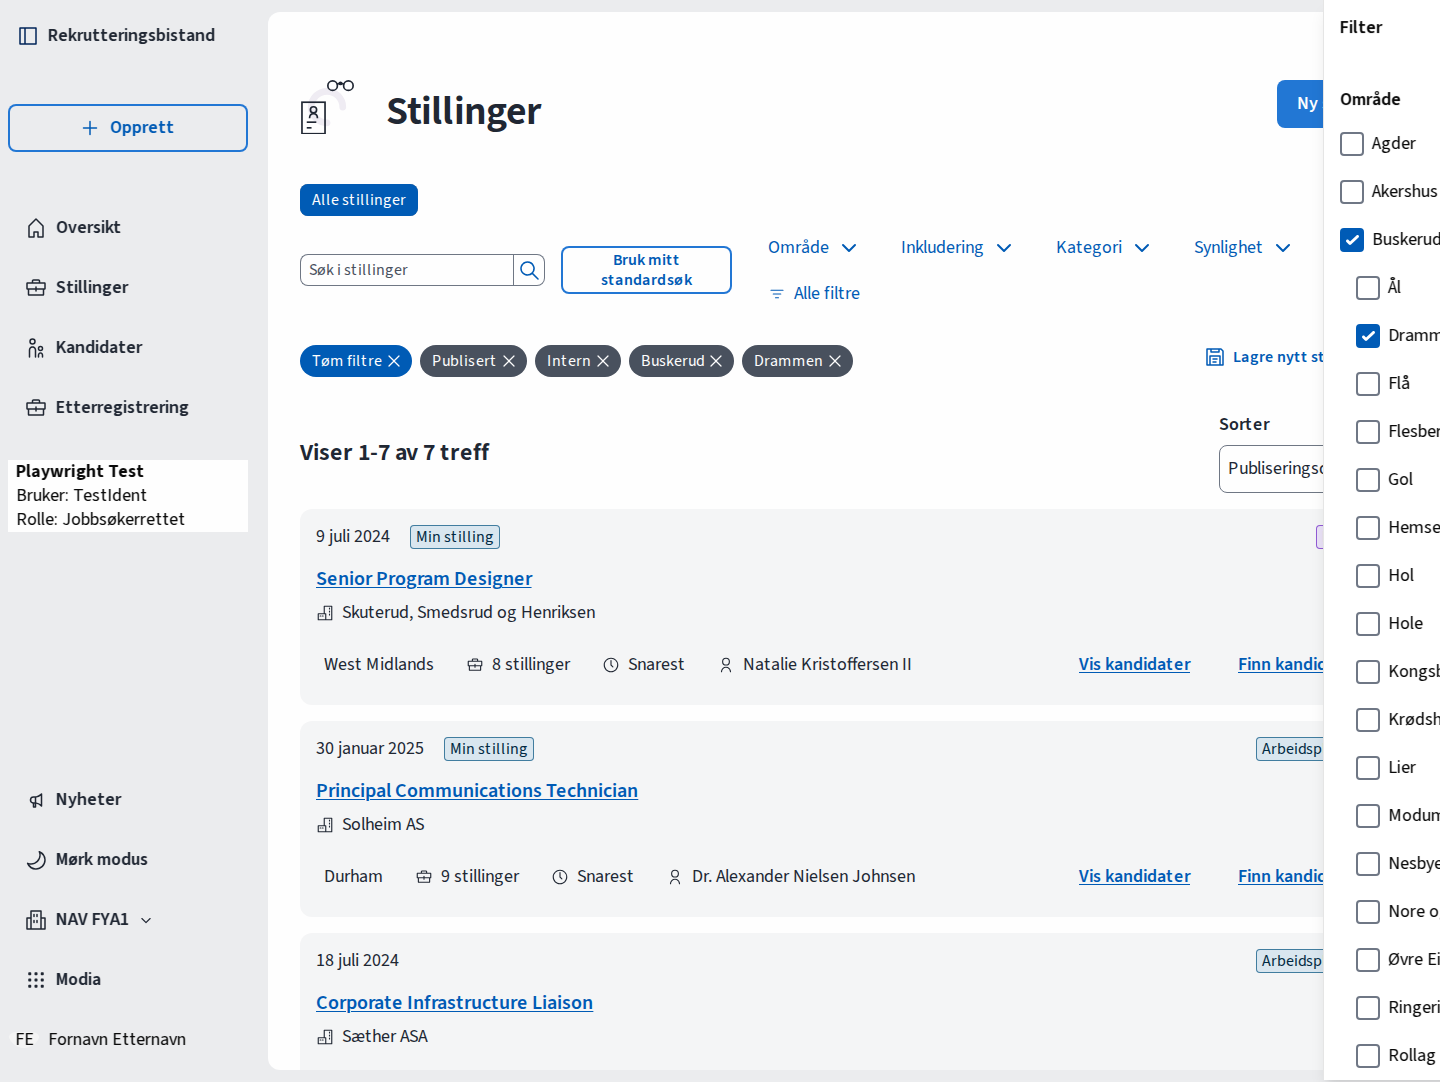 Rekrutteringsbistand
Opprett
Oversikt
Stillinger
Kandidater
Etterregistrering
Playwright Test
Bruker: TestIdent
Rolle: Jobbsøkerrettet
Nyheter
Mørk modus
NAV FYA1
Media
FE Fornavn Etternavn
Stillinger
Ny
Alle stillinger
Søk i stillinger
Bruk mitt
standardsøk
Område Inkludering Kategori Synlighet
Alle filtre
Tøm filtre Publisert Intern Buskerud Drammen
Lagre nytt st
Viser 1-7 av 7 treff
Sorter
Publiserings
9 juli 2024 Min stilling
Senior Program Designer
Skuterud, Smedsrud og Henriksen
West Midlands 8 stillinger Snarest Natalie Kristoffersen II Vis kandidater Finn kandid
30 januar 2025 Min stilling Arbeidsp
Principal Communications Technician
Solheim AS
Durham 9 stillinger Snarest Dr. Alexander Nielsen Johnsen Vis kandidater Finn kandid
18 juli 2024 Arbeidsp
Corporate Infrastructure Liaison
Sæther ASA
Filter
Område
Agder
Akershus
Buskerud
Ål
Dramm
Flå
Flesber
Gol
Hemse
Hol
Hole
Kongsb
Krødsh
Lier
Modum
Nesbye
Nore o
Øvre Ei
Ringeri
Rollag